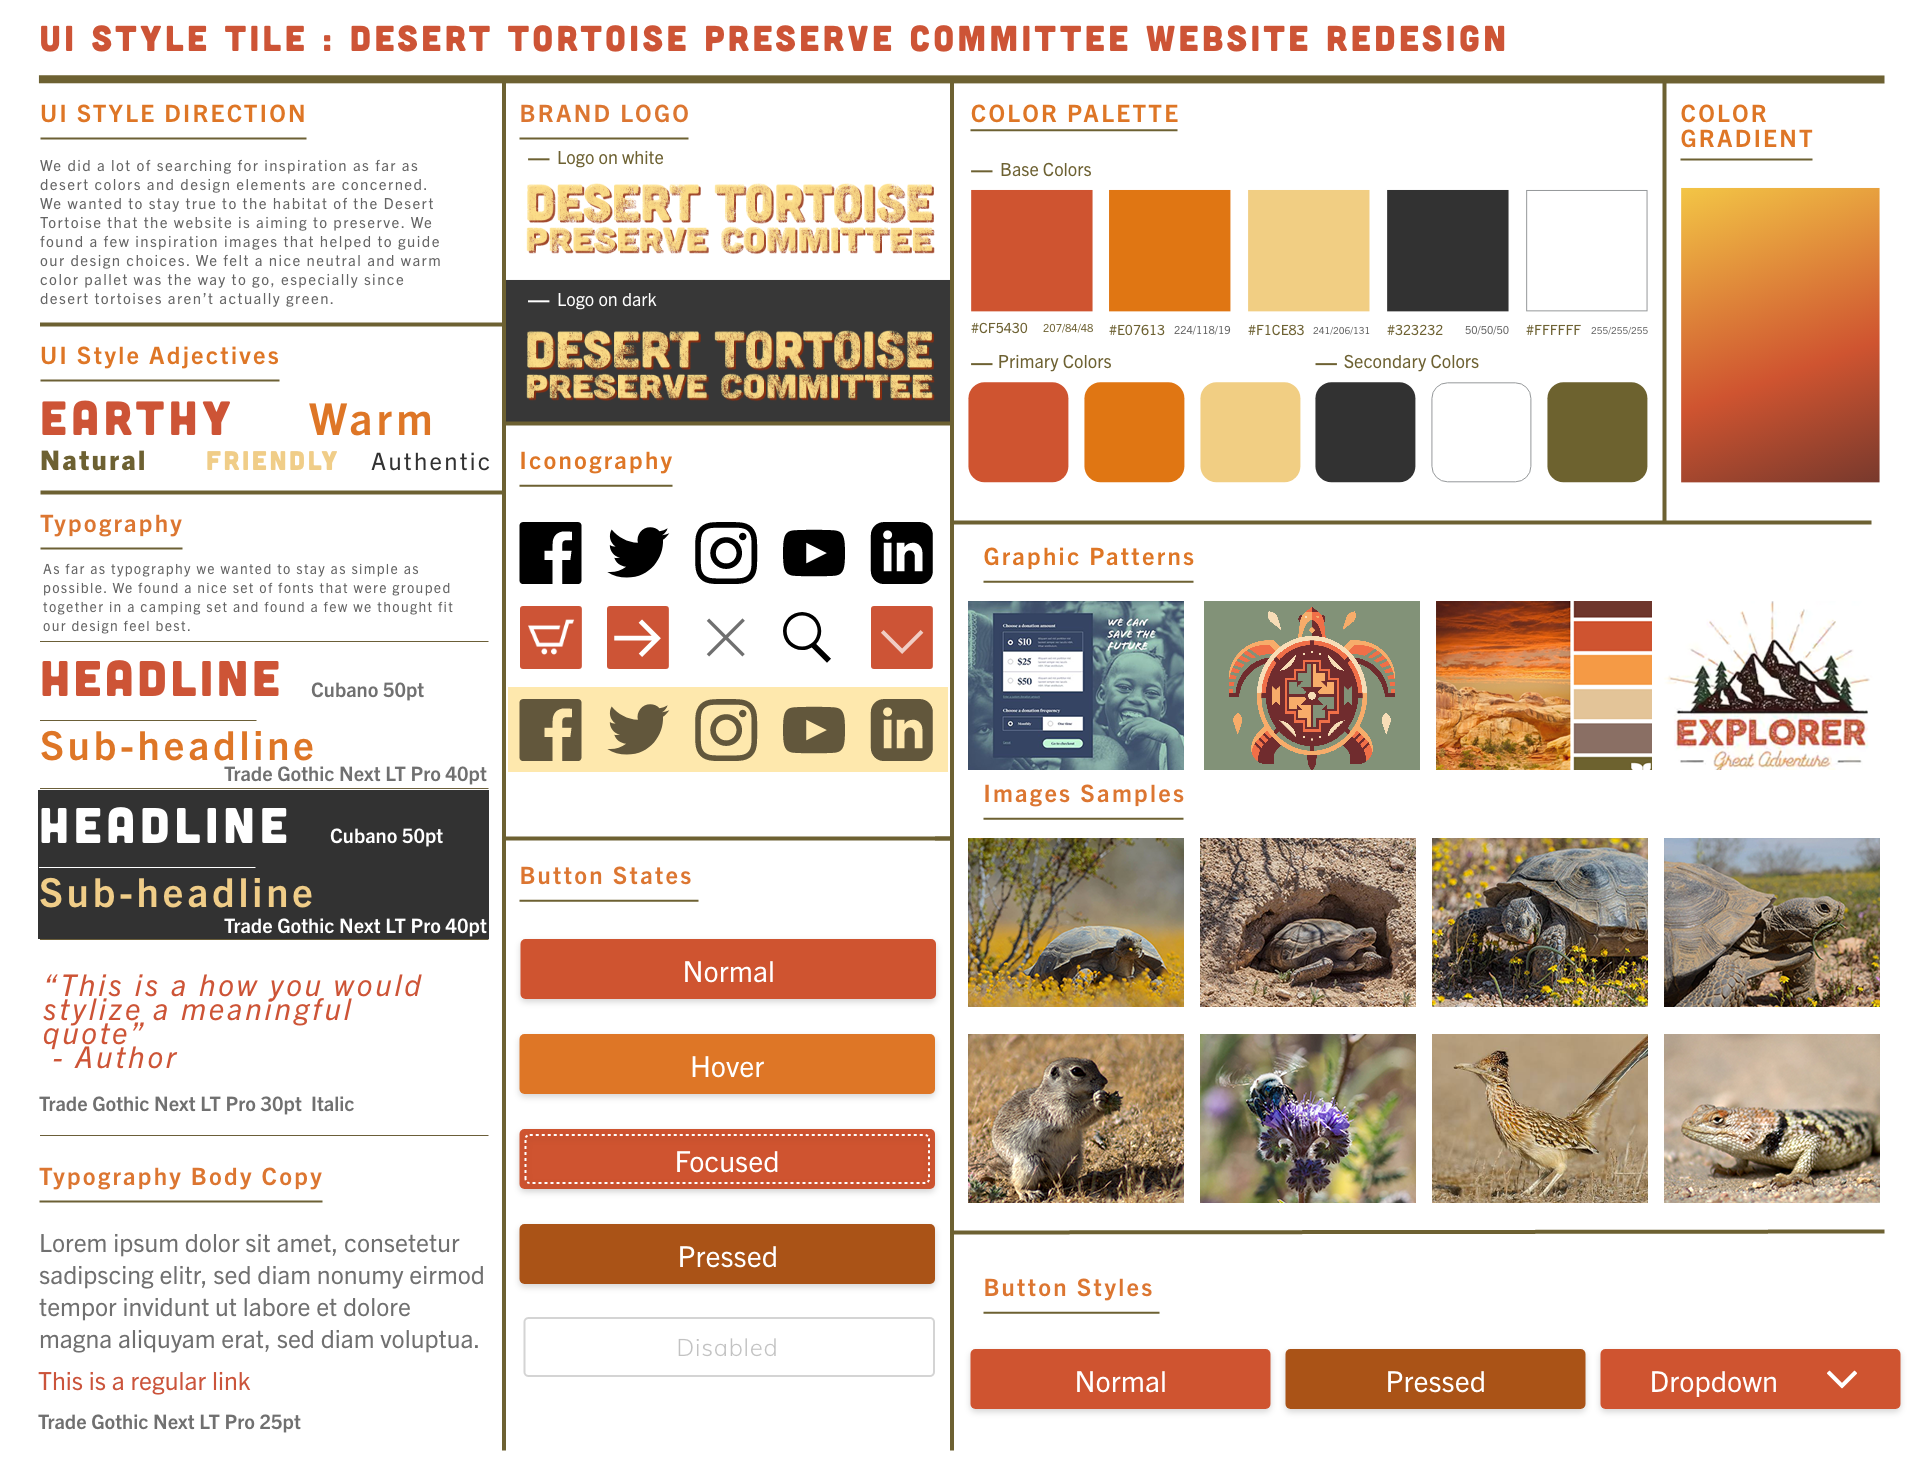 UI STYLE TILE : DESERT TORTOISE PRESERVE COMMITTEE WEBSITE REDESIGN
UI STYLE DIRECTION
We did a lot of searching for inspiration as far as
desert colors and design elements are concerned.
We wanted to stay true to the habitat of the Desert
Tortoise that the website is aiming to preserve. We
found a few inspiration images that helped to guide
our design choices. We felt a nice neutral and warm
color pallet was the way to go, especially since
desert tortoises aren't actually green.
UI Style Adjectives
EARTHY Warm
Natural FRIENDLY Authentic
Typography
As far as typography we wanted to stay as simple as
possible. We found a nice set of fonts that were grouped
together in a camping set and found a few we thought fit
our design feel best.
HEADLINE Cubano 50pt
Sub-headline
Trade Gothic Next LT Pro 40pt
HEADLINE Cubano 50pt
Sub-headline
Trade Gothic Next LT Pro 40pt
“This is a how you would
stylize a meaningful
quote”
- Author
Trade Gothic Next LT Pro 30pt Italic
Typography Body Copy
Lorem ipsum dolor sit amet, consetetur
sadipscing elitr, sed diam nonumy eirmod
tempor invidunt ut labore et dolore
magna aliquyam erat, sed diam voluptua.
This is a regular link
Trade Gothic Next LT Pro 25pt
BRAND LOGO
— Logo on white
DESERT TORTOISE
PRESERVE COMMITTEE
— Logo on dark
DESERT TORTOISE
PRESERVE COMMITTEE
Iconography
in
in
Button States
Normal
Hover
Focused
Pressed
Disabled
COLOR PALETTE
— Base Colors
#CF5430 207/84/48 #E07613 224/118/19 #F1CE83 241/206/131 #323232 50/50/50 #FFFFFF 255/255/255
— Primary Colors — Secondary Colors
COLOR
GRADIENT
Graphic Patterns
Choose a donation amount
$10
$25
$50
Choose a donation frequency
Monthly
Go to checkout
WE CAN
SAVE THE
FUTURE
EXPLORER
Great Adventure
Images Samples
Button Styles
Normal
Pressed
Dropdown